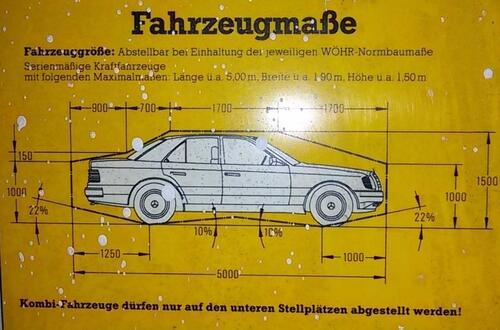 Fahrzeugmaße
Fahrzeuggröße: Abstellbar bei Einhaltung der jeweiligen WÖHR-Normbaumaße
Serienmäßige Kraftfahrzeuge
mit folgenden Maximalmaßen: Länge ü.a. 5,00 m, Breite ü.a. 1,90 m, Höhe ü.a. 1,50 m
900 700 1700 1700
150
1000
22%
1250
10%
10%
1000
22%
1000
1500
5000
Kombi-Fahrzeuge dürfen nur auf den unteren Stellplätzen abgestellt werden!